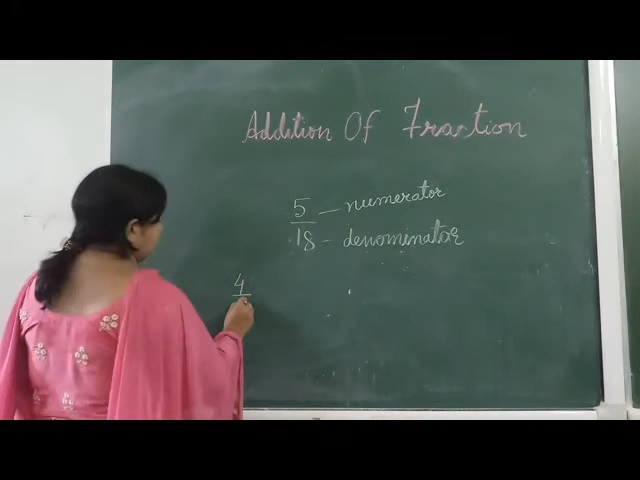 Addition Of Fraction
5 — numerator
18 - denominator
4